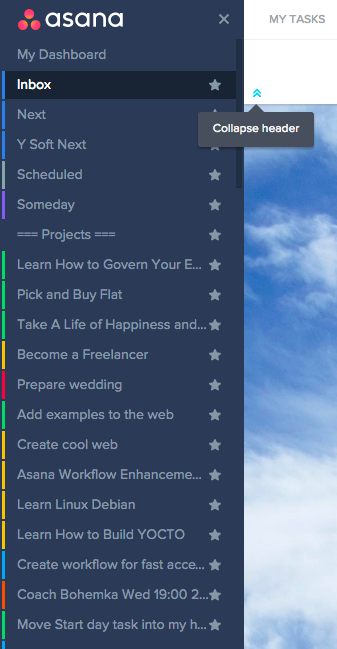 asana
MY TASKS
My Dashboard
Inbox
Next
Collapse header
Y Soft Next
Scheduled
Someday
=== Projects ===
Learn How to Govern Your E...
Pick and Buy Flat
Take A Life of Happiness and...
Become a Freelancer
Prepare wedding
Add examples to the web
Create cool web
Asana Workflow Enhanceme...
Learn Linux Debian
Learn How to Build YOCTO
Create workflow for fast acce...
Coach Bohemka Wed 19:00 2...
Move Start day task into my h...